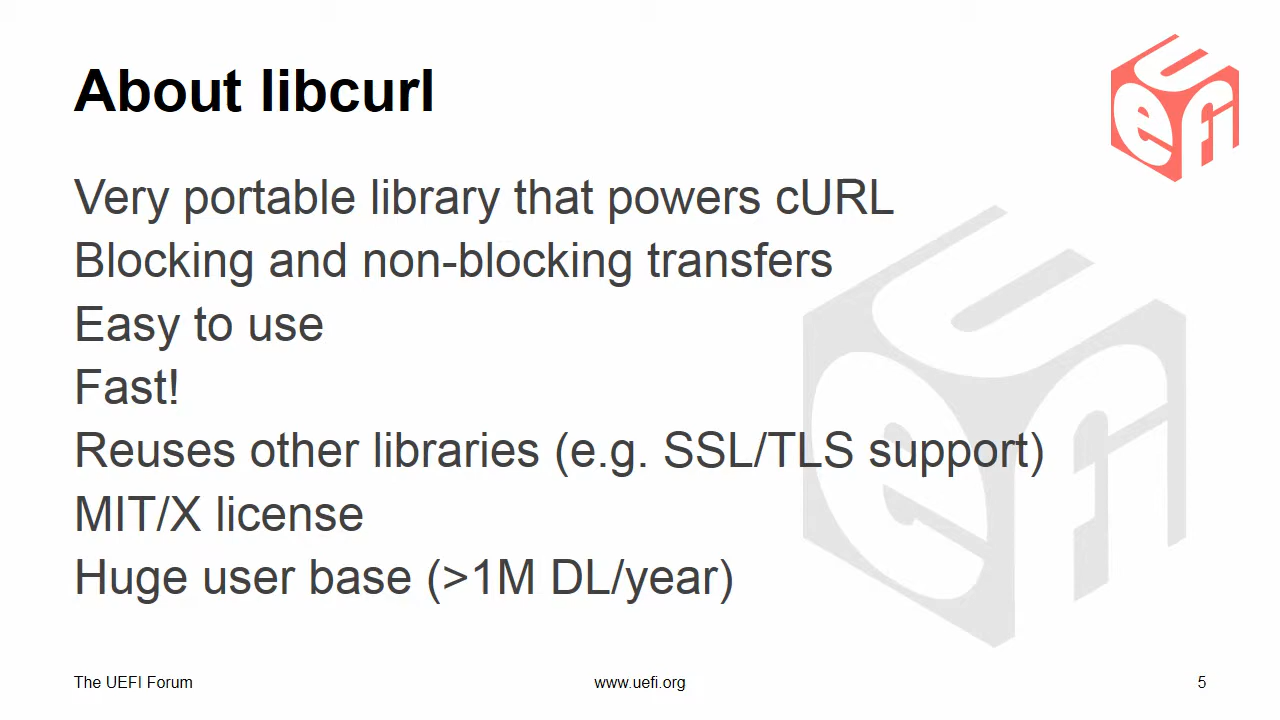 About libcurl
uefi
Very portable library that powers cURL
Blocking and non-blocking transfers
Easy to use
Fast!
Reuses other libraries (e.g. SSL/TLS support)
MIT/X license
Huge user base (>1M DL/year)
uefi
The UEFI Forum
www.uefi.org
5